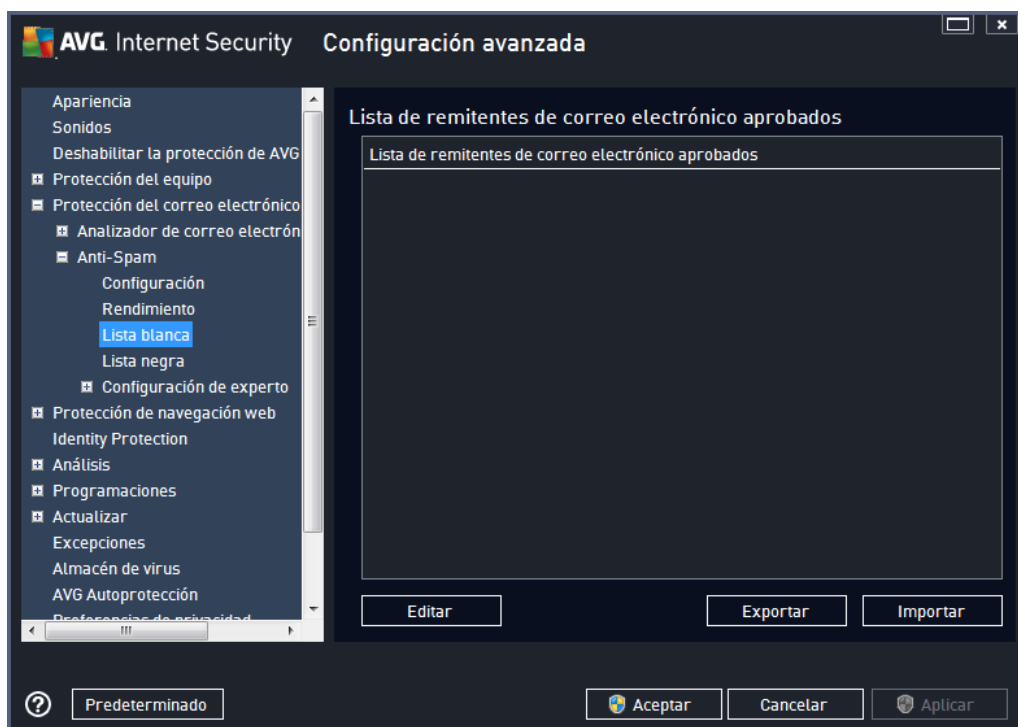 AVG. Internet Security
Configuración avanzada
Apariencia
Sonidos
Deshabilitar la protección de AVG
Protección del equipo
Protección del correo electrónico
Analizador de correo electrón
Anti-Spam
Configuración
Rendimiento
Lista blanca
Lista negra
Configuración de experto
Protección de navegación web
Identity Protection
Análisis
Programaciones
Actualizar
Excepciones
Almacén de virus
AVG Autoprotección
Preferencias de privacidad
Lista de remitentes de correo electrónico aprobados
Lista de remitentes de correo electrónico aprobados
Editar
Exportar
Importar
Predeterminado
Aceptar
Cancelar
Aplicar